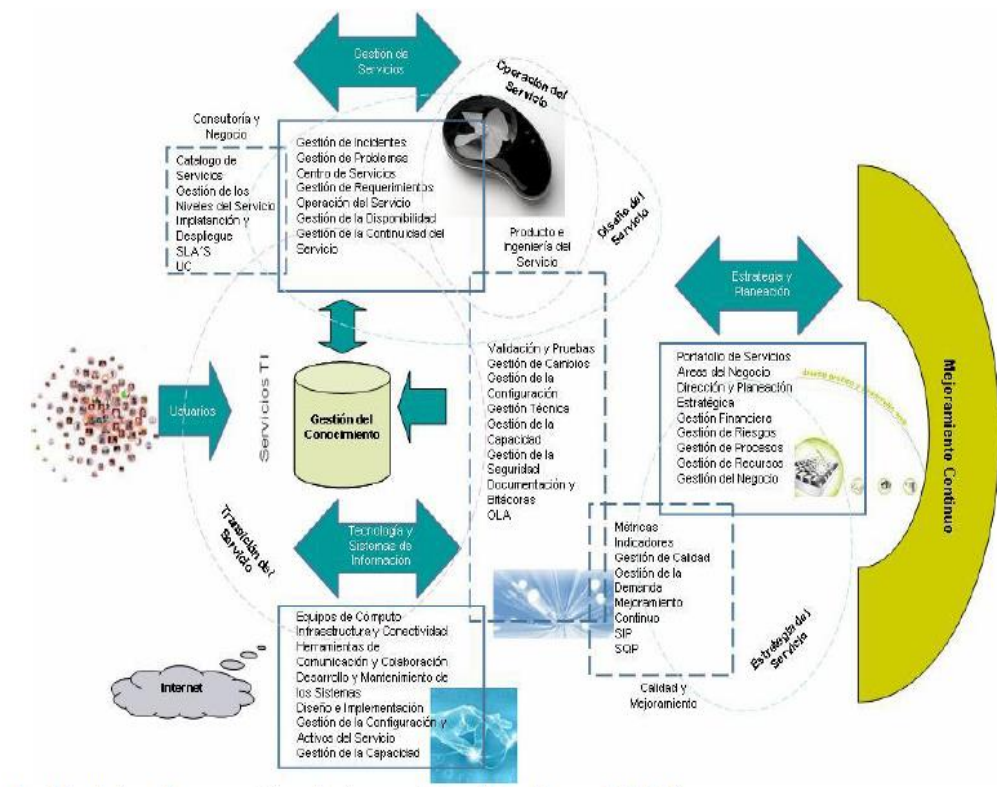 Gestión de
Servicios
Operación del
Servicio
Consultoría y
Negocio
Catalogo de
Servicios
Gestión de los
Niveles del Servicio
Implatanción y
Despliegue
SLA'S
UC
Gestión de Incidentes
Gestión de Problemas
Centro de Servicios
Gestión de Requerimientos
Operación del Servicio
Gestión de la Disponibilidad
Gestión de la Continuidad del
Servicio
Diseño del
Servicio
Producto e
Ingeniería del
Servicio
Estrategia y
Planeación
Validación y Pruebas
Gestión de Cambios
Gestión de la
Configuración
Gestión Técnica
Gestión de la
Capacidad
Gestión de la
Seguridad
Documentación y
Bitácoras
OLA
Portafolio de Servicios
Areas del Negocio
Dirección y Planeación
Estratégica
Gestión Financiera
Gestión de Riesgos
Gestión de Procesos
Gestión de Recursos
Gestión del Negocio
Mejoramiento Continuo
Usuarios
Servicios TI
Gestión del
Conocimiento
Transición del
Servicio
Tecnología y
Sistemas de
Información
Métricas
Indicadores
Gestión de Calidad
Gestión de la
Demanda
Mejoramiento
Continuo
SIP
SQP
Estrategia del
Servicio
Calidad y
Mejoramiento
Internet
Equipos de Cómputo
Infraestructura y Conectividad
Herramientas de
Comunicación y Colaboración
Desarrollo y Mantenimiento de
los Sistemas
Diseño e Implementación
Gestión de la Configuración y
Activos del Servicio
Gestión de la Capacidad